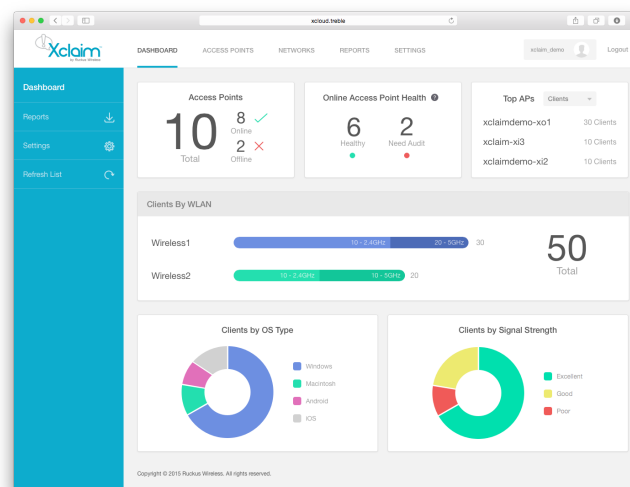 xcloud.treble
Xclaim
by Ruckus Wireless
DASHBOARD
ACCESS POINTS
NETWORKS
REPORTS
SETTINGS
xclaim_demo
Logout
Dashboard
Reports
Settings
Refresh List
Access Points
10
Total
8
Online
2
Offline
Online Access Point Health ?
6
Healthy
2
Need Audit
Top APs
Clients
xclaimdemo-xo1 30 Clients
xclaim-xi3 10 Clients
xclaimdemo-xi2 10 Clients
Clients By WLAN
Wireless1 10 - 2.4GHz 20 - 5GHz 30
Wireless2 10 - 2.4GHz 10 - 5GHz 20
50
Total
Clients by OS Type
Windows
Macintosh
Android
iOS
Clients by Signal Strength
Excellent
Good
Poor
Copyright © 2015 Ruckus Wireless. All rights reserved.